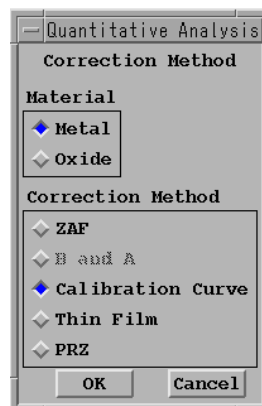 Quantitative Analysis
Correction Method
Material
Metal
Oxide
Correction Method
ZAF
B and A
Calibration Curve
Thin Film
PRZ
OK Cancel